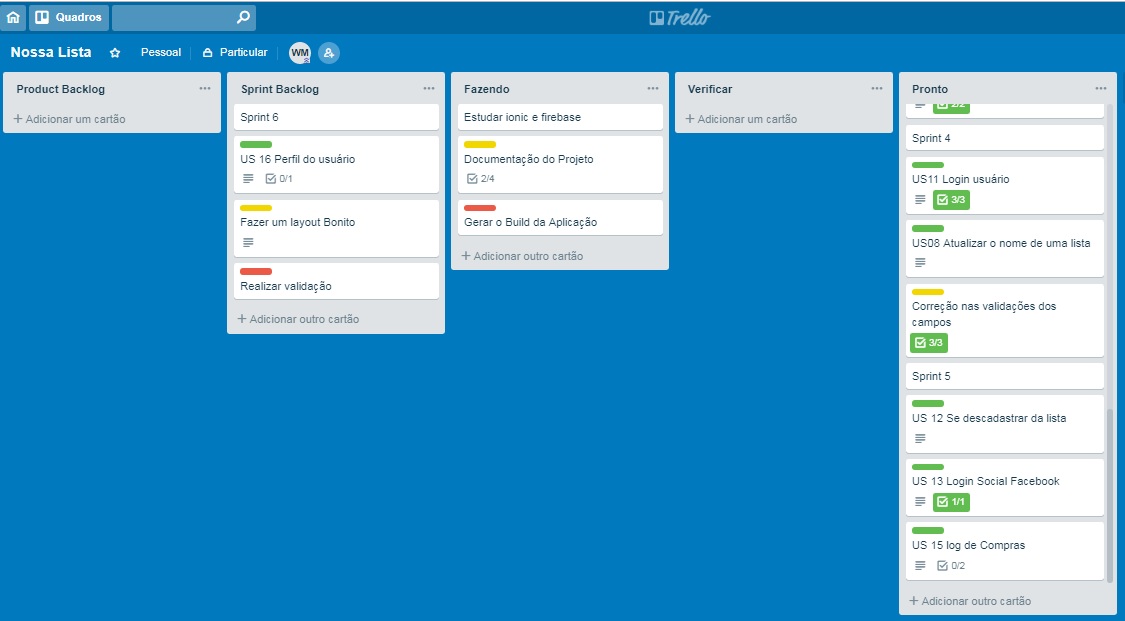 Quadros
Trello
Nossa Lista
Pessoal
Particular
WM
Product Backlog
+ Adicionar um cartão
Sprint Backlog
Sprint 6
US 16 Perfil do usuário
0/1
Fazer um layout Bonito
Realizar validação
+ Adicionar outro cartão
Fazendo
Estudar ionic e firebase
Documentação do Projeto
2/4
Gerar o Build da Aplicação
+ Adicionar outro cartão
Verificar
+ Adicionar um cartão
Pronto
2/2
Sprint 4
US11 Login usuário
3/3
US08 Atualizar o nome de uma lista
Correção nas validações dos
campos
3/3
Sprint 5
US 12 Se descadastrar da lista
US 13 Login Social Facebook
1/1
US 15 log de Compras
0/2
+ Adicionar outro cartão